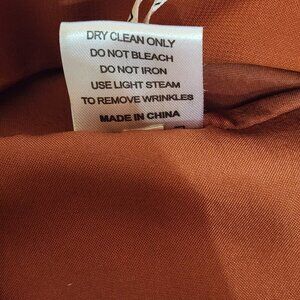 DRY CLEAN ONLY
DO NOT BLEACH
DO NOT IRON
USE LIGHT STEAM
TO REMOVE WRINKLES
MADE IN CHINA